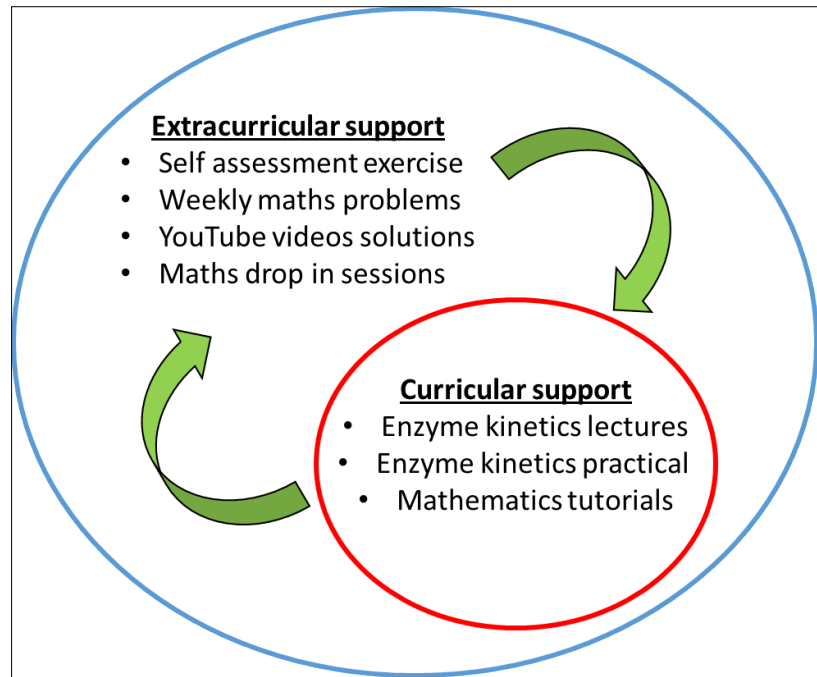 Extracurricular support
• Self assessment exercise
• Weekly maths problems
• YouTube videos solutions
• Maths drop in sessions
Curricular support
• Enzyme kinetics lectures
• Enzyme kinetics practical
• Mathematics tutorials